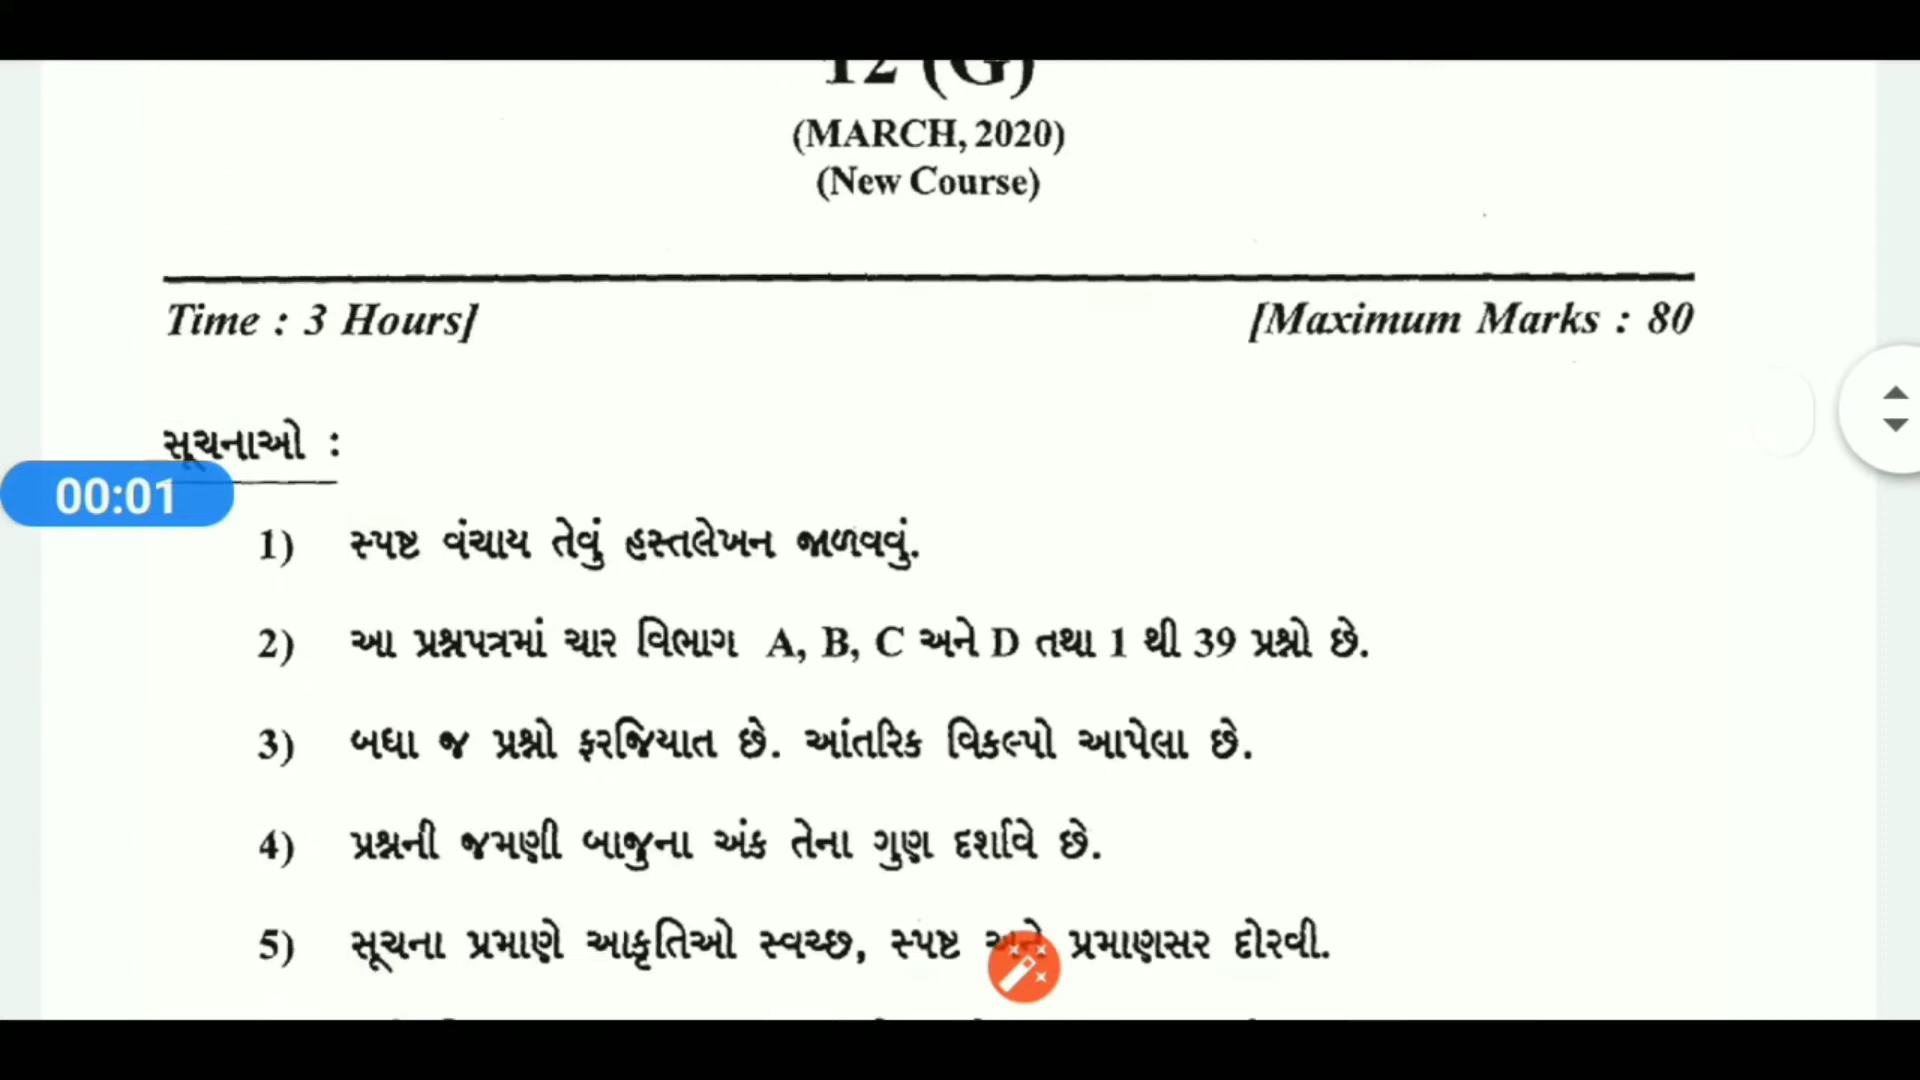 12 (G)
(MARCH, 2020)
(New Course)
Time : 3 Hours]
[Maximum Marks : 80
સૂચનાઓ :
00:01
1) સ્પષ્ટ વંચાય તેવું હસ્તલેખન જાળવવું.
2) આ પ્રશ્નપત્રમાં ચાર વિભાગ A, B, C અને D તથા 1 થી 39 પ્રશ્નો છે.
3) બધા જ પ્રશ્નો ફરજિયાત છે. આંતરિક વિકલ્પો આપેલા છે.
4) પ્રશ્નની જમણી બાજુના અંક તેના ગુણ દર્શાવે છે.
5) સૂચના પ્રમાણે આકૃતિઓ સ્વચ્છ, સ્પષ્ટ અને પ્રમાણસર દોરવી.